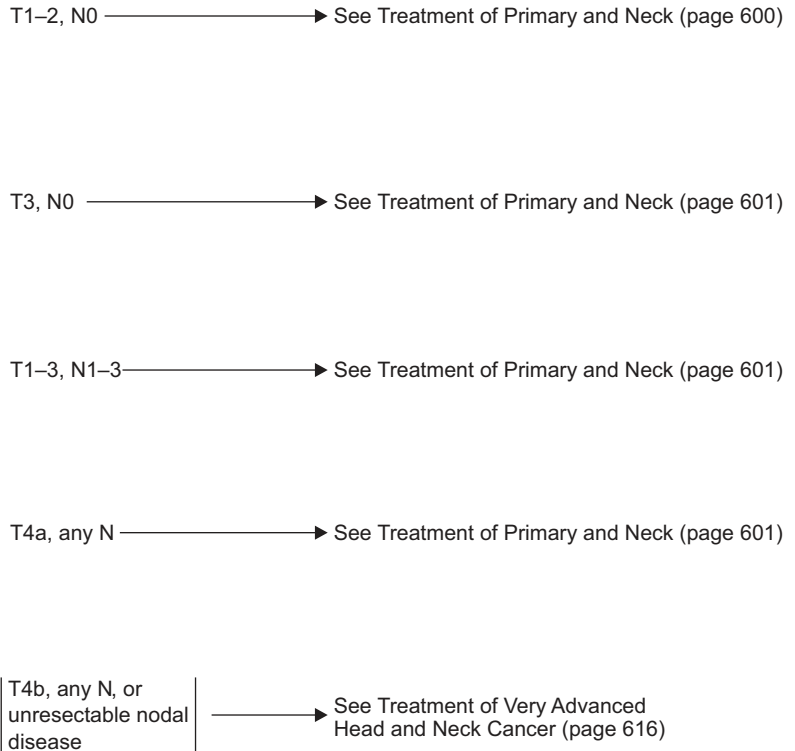 T1–2, N0 See Treatment of Primary and Neck (page 600)
T3, N0 See Treatment of Primary and Neck (page 601)
T1–3, N1–3 See Treatment of Primary and Neck (page 601)
T4a, any N See Treatment of Primary and Neck (page 601)
T4b, any N, or
unresectable nodal
disease
See Treatment of Very Advanced
Head and Neck Cancer (page 616)